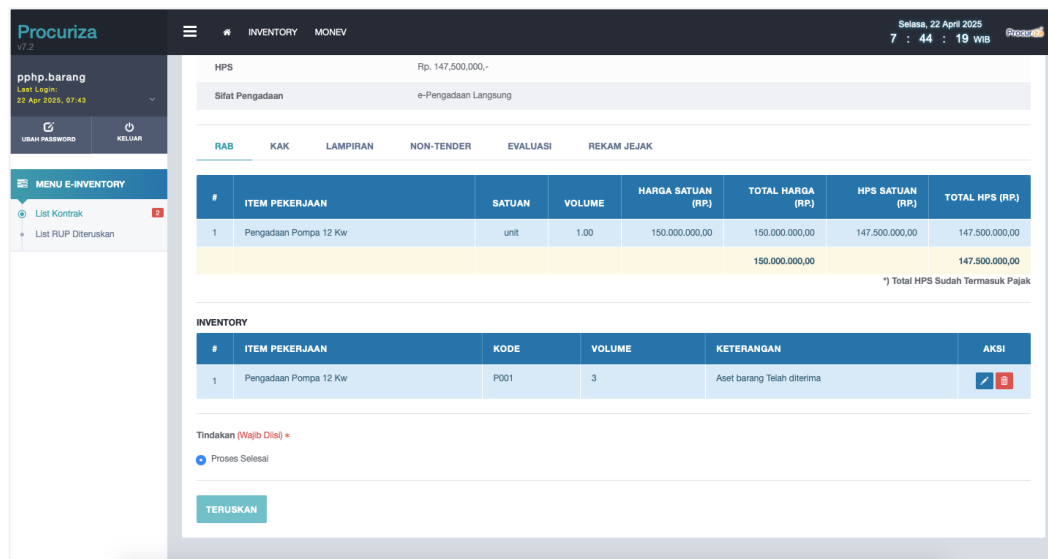 Procuriza
v7.2
INVENTORY MONEV
Selasa, 22 April 2025
7 : 44 : 19 WIB
Procuriza
pphp.barang
Last Login:
22 Apr 2025, 07:43
UBAH PASSWORD KELUAR
MENU E-INVENTORY
List Kontrak 2
List RUP Diteruskan
HPS Rp. 147,500,000,-
Sifat Pengadaan e-Pengadaan Langsung
RAB KAK LAMPIRAN NON-TENDER EVALUASI REKAM JEJAK
# ITEM PEKERJAAN SATUAN VOLUME HARGA SATUAN (RP.) TOTAL HARGA (RP.) HPS SATUAN (RP.) TOTAL HPS (RP.)
1 Pengadaan Pompa 12 Kw unit 1.00 150.000.000,00 150.000.000,00 147.500.000,00 147.500.000,00
150.000.000,00 147.500.000,00
*) Total HPS Sudah Termasuk Pajak
INVENTORY
# ITEM PEKERJAAN KODE VOLUME KETERANGAN AKSI
1 Pengadaan Pompa 12 Kw P001 3 Aset barang Telah diterima
Tindakan (Wajib Diisi) *
Proses Selesai
TERUSKAN